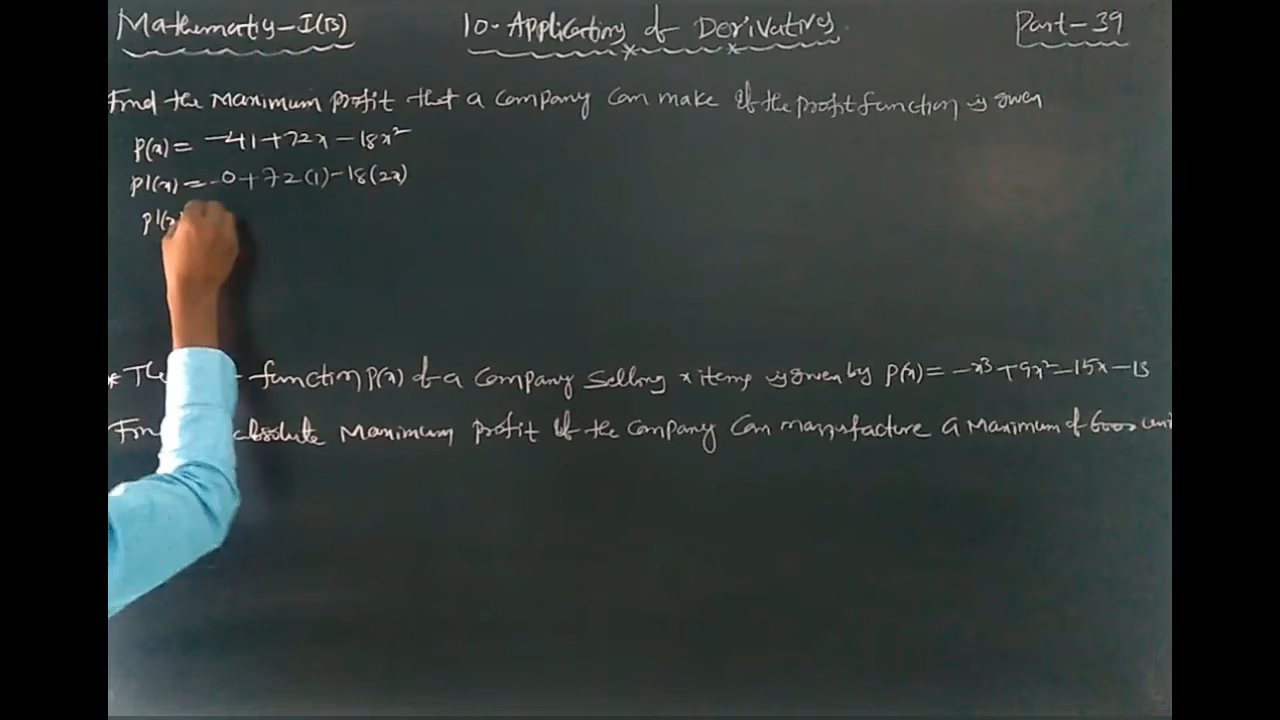 Mathematics-I(B)
10. Applications of Derivatives
Part-39
Find the Maximum profit that a Company Can make If the profit function is given
P(x) = -41+72x-18x²
P'(x) = -0+72(1)-18(2x)
P'(x)
* The function P(x) of a Company Selling x items is given by P(x) = -x³+9x²-15x-13
absolute Maximum profit If the Company Can manufacture a Maximum of 6000